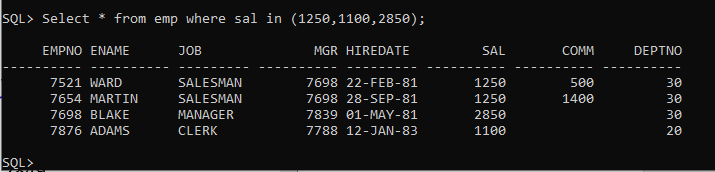 SQL> Select * from emp where sal in (1250,1100,2850);
EMPNO ENAME JOB MGR HIREDATE SAL COMM DEPTNO
---------- ---------- --------- ---------- --------- ---------- ---------- ----------
7521 WARD SALESMAN 7698 22-FEB-81 1250 500 30
7654 MARTIN SALESMAN 7698 28-SEP-81 1250 1400 30
7698 BLAKE MANAGER 7839 01-MAY-81 2850 30
7876 ADAMS CLERK 7788 12-JAN-83 1100 20
SQL>